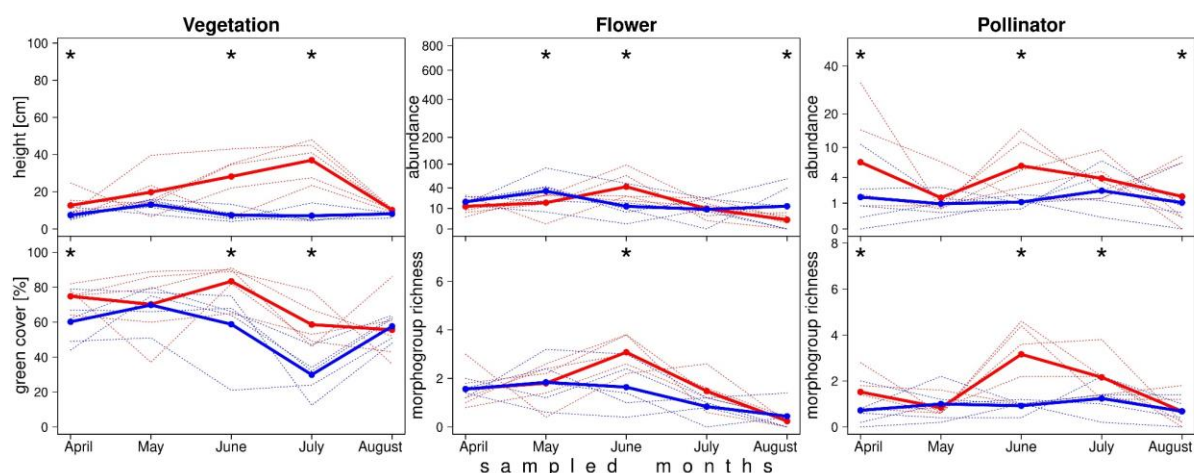 Vegetation Flower Pollinator
height [cm]
100
80
60
40
20
0
* * *
abundance
800
600
400
200
100
40
10
0
* * *
abundance
40
20
10
4
1
0
* * *
green cover [%]
100
80
60
40
20
0
* * *
April May June July August
morphogroup richness
6
4
2
0
*
April May June July August
morphogroup richness
8
6
4
2
0
* * *
April May June July August
sampled months